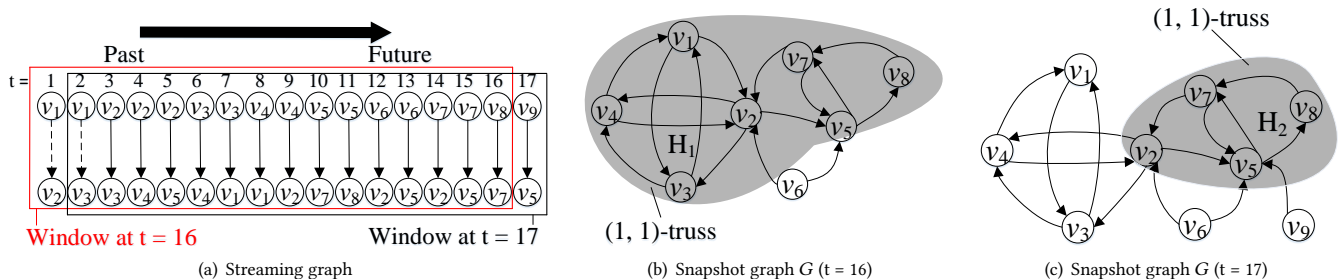 Past Future
t = 1 2 3 4 5 6 7 8 9 10 11 12 13 14 15 16 17
v1 v1 v2 v2 v2 v3 v3 v4 v4 v5 v5 v6 v6 v7 v7 v8 v9
v2 v3 v3 v4 v5 v4 v1 v1 v2 v7 v8 v2 v5 v2 v5 v7 v5
Window at t = 16
Window at t = 17
(a) Streaming graph
v1
v7
v8
v4
v2
v5
H1
v3
v6
(1, 1)-truss
(b) Snapshot graph G (t = 16)
(1, 1)-truss
v1
v7
v8
H2
v4
v2
v5
v3
v6
v9
(c) Snapshot graph G (t = 17)